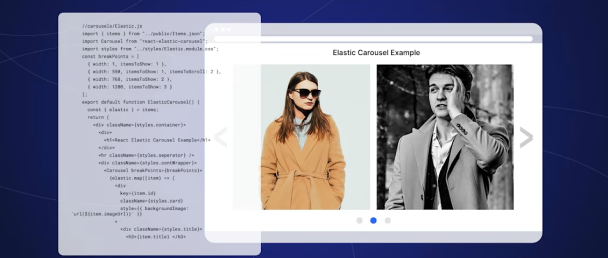 //carousels/Elastic.js
import { items } from "../public/Items.json";
import Carousel from "react-elastic-carousel";
import styles from "../styles/Elastic.module.css";
const breakPoints = [
{ width: 1, itemsToShow: 1 },
{ width: 550, itemsToShow: 1, itemsToScroll: 2 },
{ width: 768, itemsToShow: 2 },
{ width: 1200, itemsToShow: 3 }
];
export default function ElasticCarousel() {
const { elastic } = items;
return (
<div className={styles.container}>
<div>
<h1>React Elastic Carousel Example</h1>
</div>
<hr className={styles.seperator} />
<div className={styles.contWrapper}>
<Carousel breakPoints={breakPoints}>
{elastic.map((item) => (
<div
key={item.id}
className={styles.card}
style={{ backgroundImage:
`url(${item.imageUrl})` }}
>
<div className={styles.title}>
<h3>{item.title} </h3>
Elastic Carousel Example